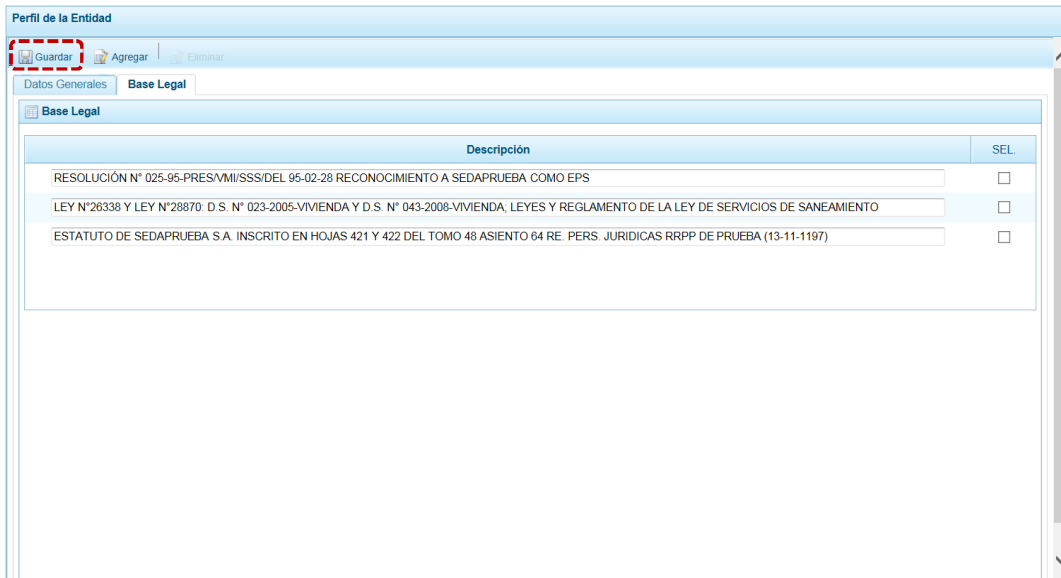 Perfil de la Entidad
Guardar Agregar Eliminar
Datos Generales Base Legal
Base Legal
Descripción SEL.
RESOLUCIÓN N° 025-95-PRES/VMI/SSS/DEL 95-02-28 RECONOCIMIENTO A SEDAPRUEBA COMO EPS
LEY N°26338 Y LEY N°28870: D.S. N° 023-2005-VIVIENDA Y D.S. N° 043-2008-VIVIENDA; LEYES Y REGLAMENTO DE LA LEY DE SERVICIOS DE SANEAMIENTO
ESTATUTO DE SEDAPRUEBA S.A. INSCRITO EN HOJAS 421 Y 422 DEL TOMO 48 ASIENTO 64 RE. PERS. JURIDICAS RRPP DE PRUEBA (13-11-1197)